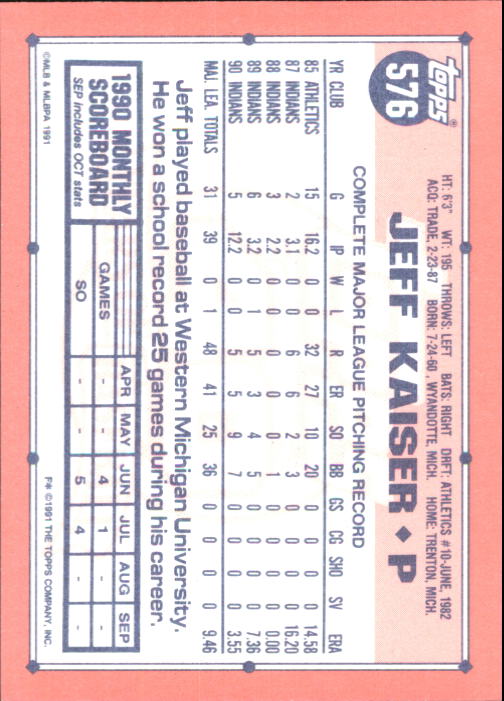 topps®
576
JEFF KAISER ♦ P
HT: 6'3" WT: 195 THROWS: LEFT BATS: RIGHT DRFT: ATHLETICS #10-JUNE, 1982
ACQ: TRADE, 2-23-87 BORN: 7-24-60, WYANDOTTE, MICH. HOME: TRENTON, MICH.
COMPLETE MAJOR LEAGUE PITCHING RECORD
YR CLUB G IP W L R ER SO BB GS CG SHO SV ERA
85 ATHLETICS 15 16.2 0 0 32 27 10 20 0 0 0 0 14.58
87 INDIANS 2 3.1 0 0 6 6 2 3 0 0 0 0 16.20
88 INDIANS 3 2.2 0 0 0 0 0 1 0 0 0 0 0.00
89 INDIANS 6 3.2 0 1 5 3 4 5 0 0 0 0 7.36
90 INDIANS 5 12.2 0 0 5 5 9 7 0 0 0 0 3.55
MAJ. LEA. TOTALS 31 39 0 1 48 41 25 36 0 0 0 0 9.46
Jeff played baseball at Western Michigan University.
He won a school record 25 games during his career.
1990 MONTHLY
SCOREBOARD
SEP includes OCT stats
APR MAY JUN JUL AUG SEP
GAMES - - 4 1 - -
SO - - 5 4 - -
©MLB & MLBPA 1991
F* ©1991 THE TOPPS COMPANY, INC.